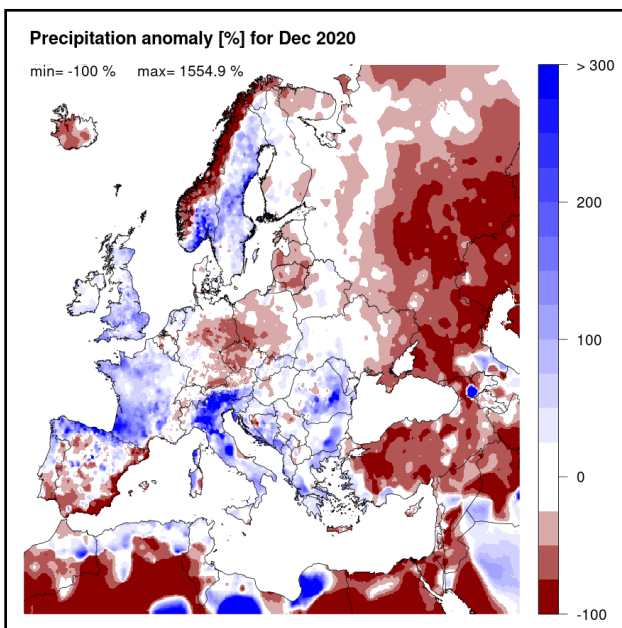 Precipitation anomaly [%] for Dec 2020
min= -100 % max= 1554.9 %
> 300
200
100
0
-100